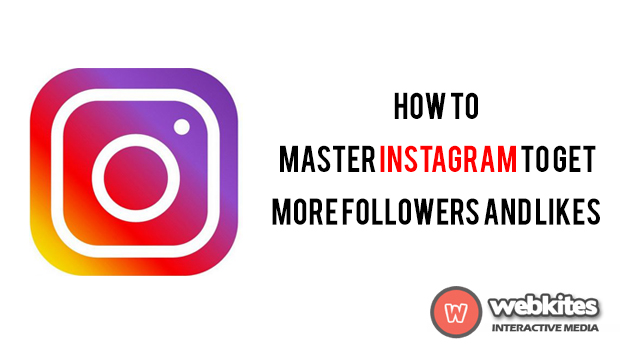 HOW TO
MASTER INSTAGRAM TO GET
MORE FOLLOWERS AND LIKES
w webkites
INTERACTIVE MEDIA